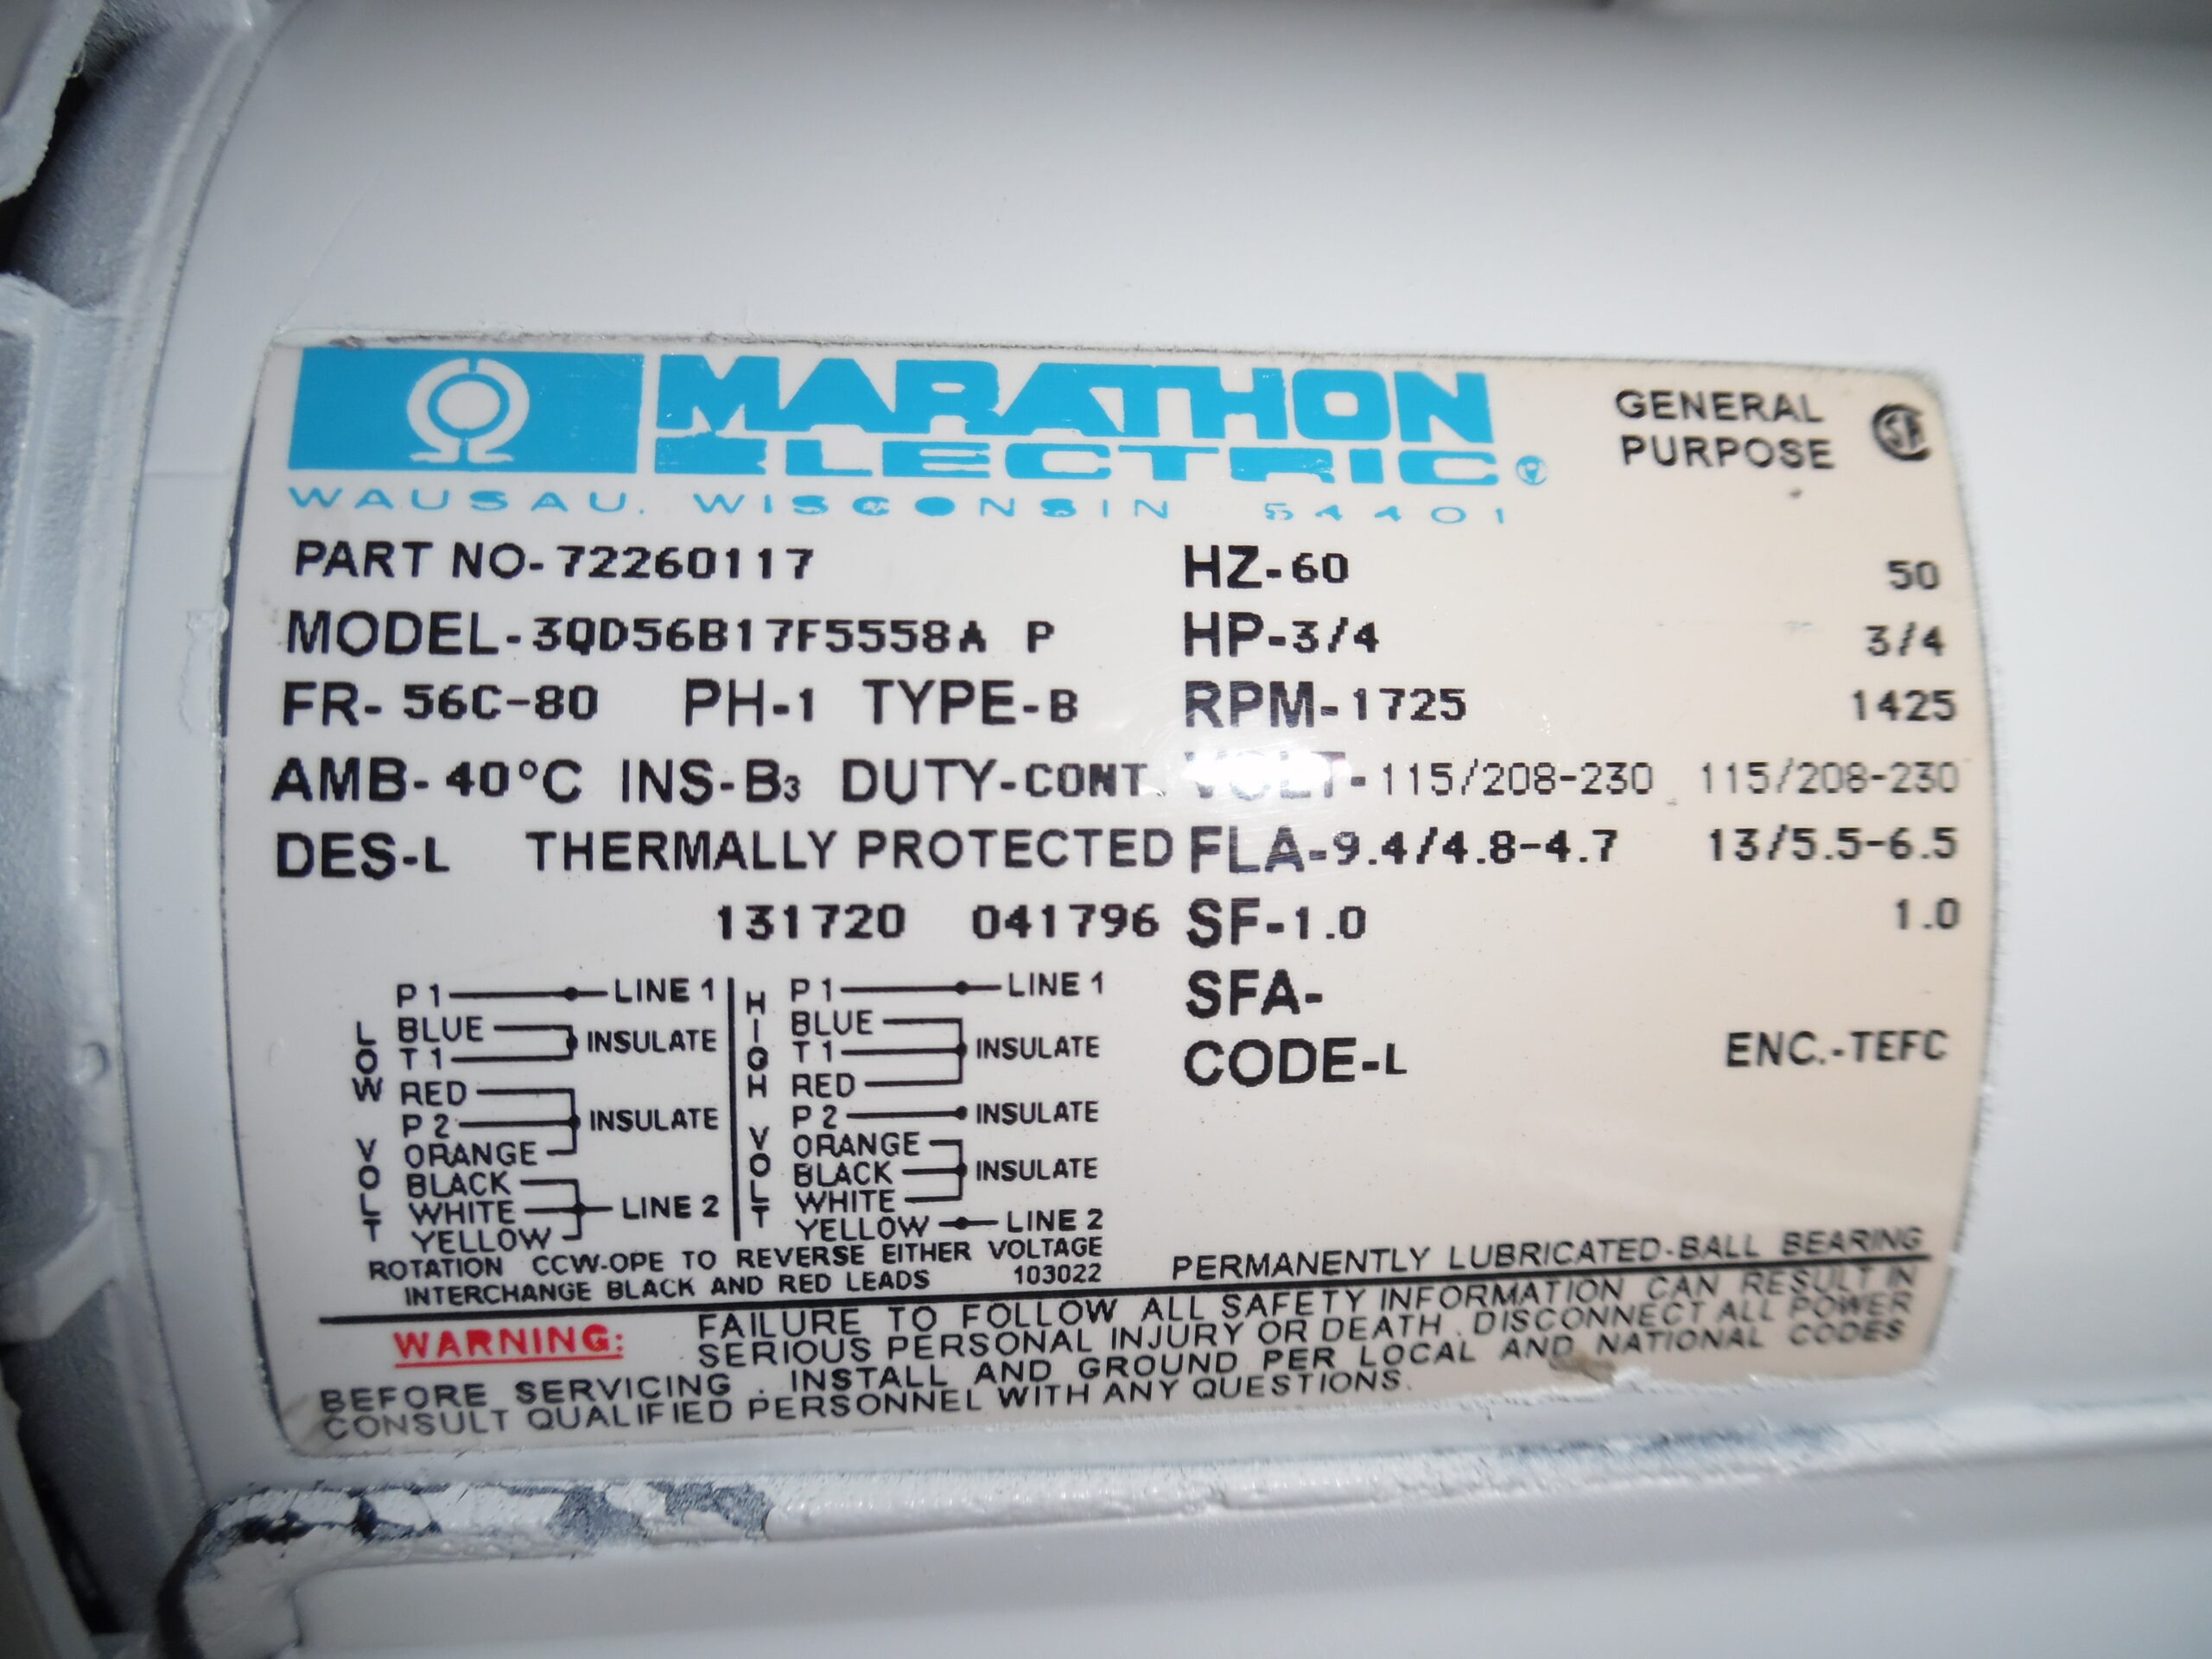 MARATHON
ELECTRIC®
WAUSAU, WISCONSIN 54401
GENERAL
PURPOSE
PART NO-72260117
MODEL-3QD56B17F5558A P
FR-56C-80 PH-1 TYPE-B
AMB-40°C INS-B3 DUTY-CONT.
DES-L THERMALLY PROTECTED
131720 041796
HZ-60 50
HP-3/4 3/4
RPM-1725 1425
VOLT-115/208-230 115/208-230
FLA-9.4/4.8-4.7 13/5.5-6.5
SF-1.0 1.0
SFA-
CODE-L ENC.-TEFC
LOW VOLT
P1 LINE 1
BLUE
T1 INSULATE
RED
P2 INSULATE
ORANGE
BLACK
WHITE LINE 2
YELLOW
HIGH VOLT
P1 LINE 1
BLUE
T1 INSULATE
RED
P2 INSULATE
ORANGE
BLACK INSULATE
WHITE
YELLOW LINE 2
ROTATION CCW-OPE TO REVERSE EITHER VOLTAGE
INTERCHANGE BLACK AND RED LEADS 103022
PERMANENTLY LUBRICATED-BALL BEARING
WARNING: FAILURE TO FOLLOW ALL SAFETY INFORMATION CAN RESULT IN
SERIOUS PERSONAL INJURY OR DEATH. DISCONNECT ALL POWER
BEFORE SERVICING. INSTALL AND GROUND PER LOCAL AND NATIONAL CODES
CONSULT QUALIFIED PERSONNEL WITH ANY QUESTIONS.